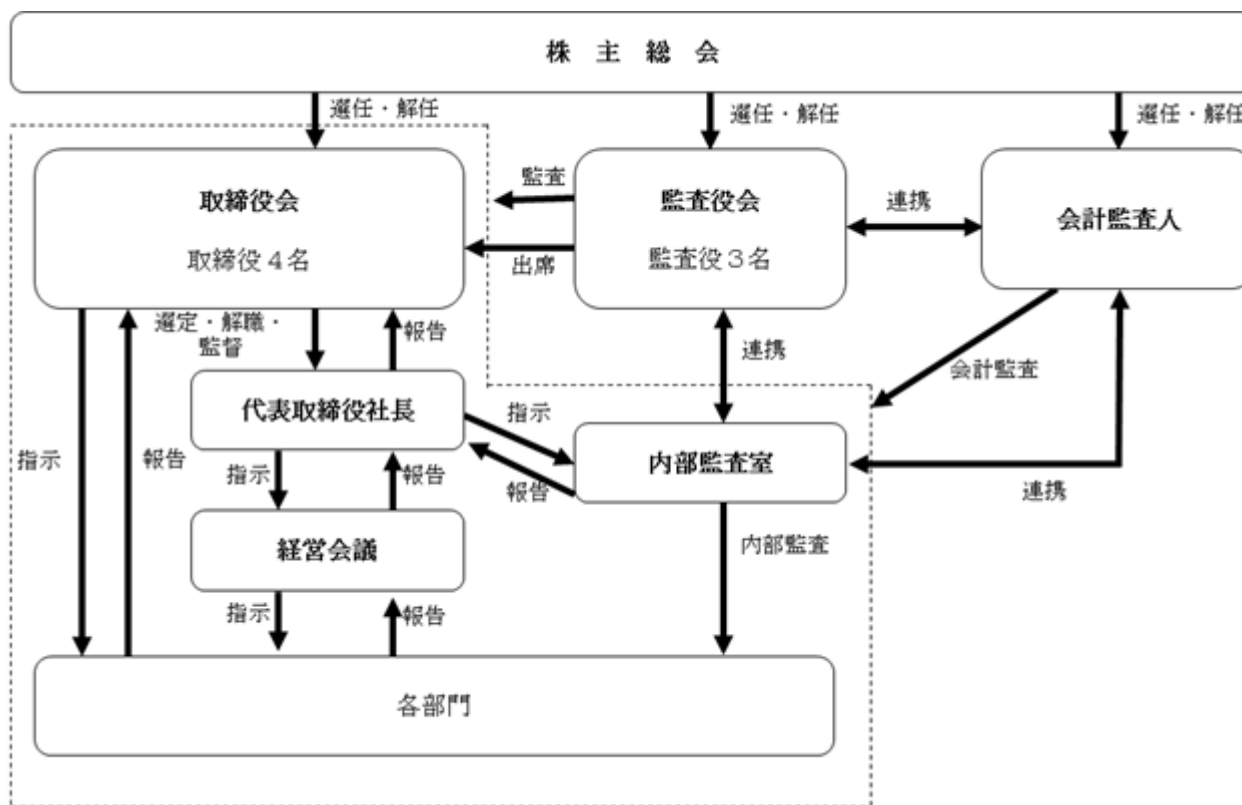 株 主 総 会
選任・解任
選任・解任
選任・解任
取締役会
取締役４名
監査
出席
監査役会
監査役３名
連携
会計監査人
選定・解職・
監督
報告
連携
会計監査
代表取締役社長
指示
内部監査室
指示
報告
指示
報告
報告
連携
経営会議
内部監査
指示
報告
各部門